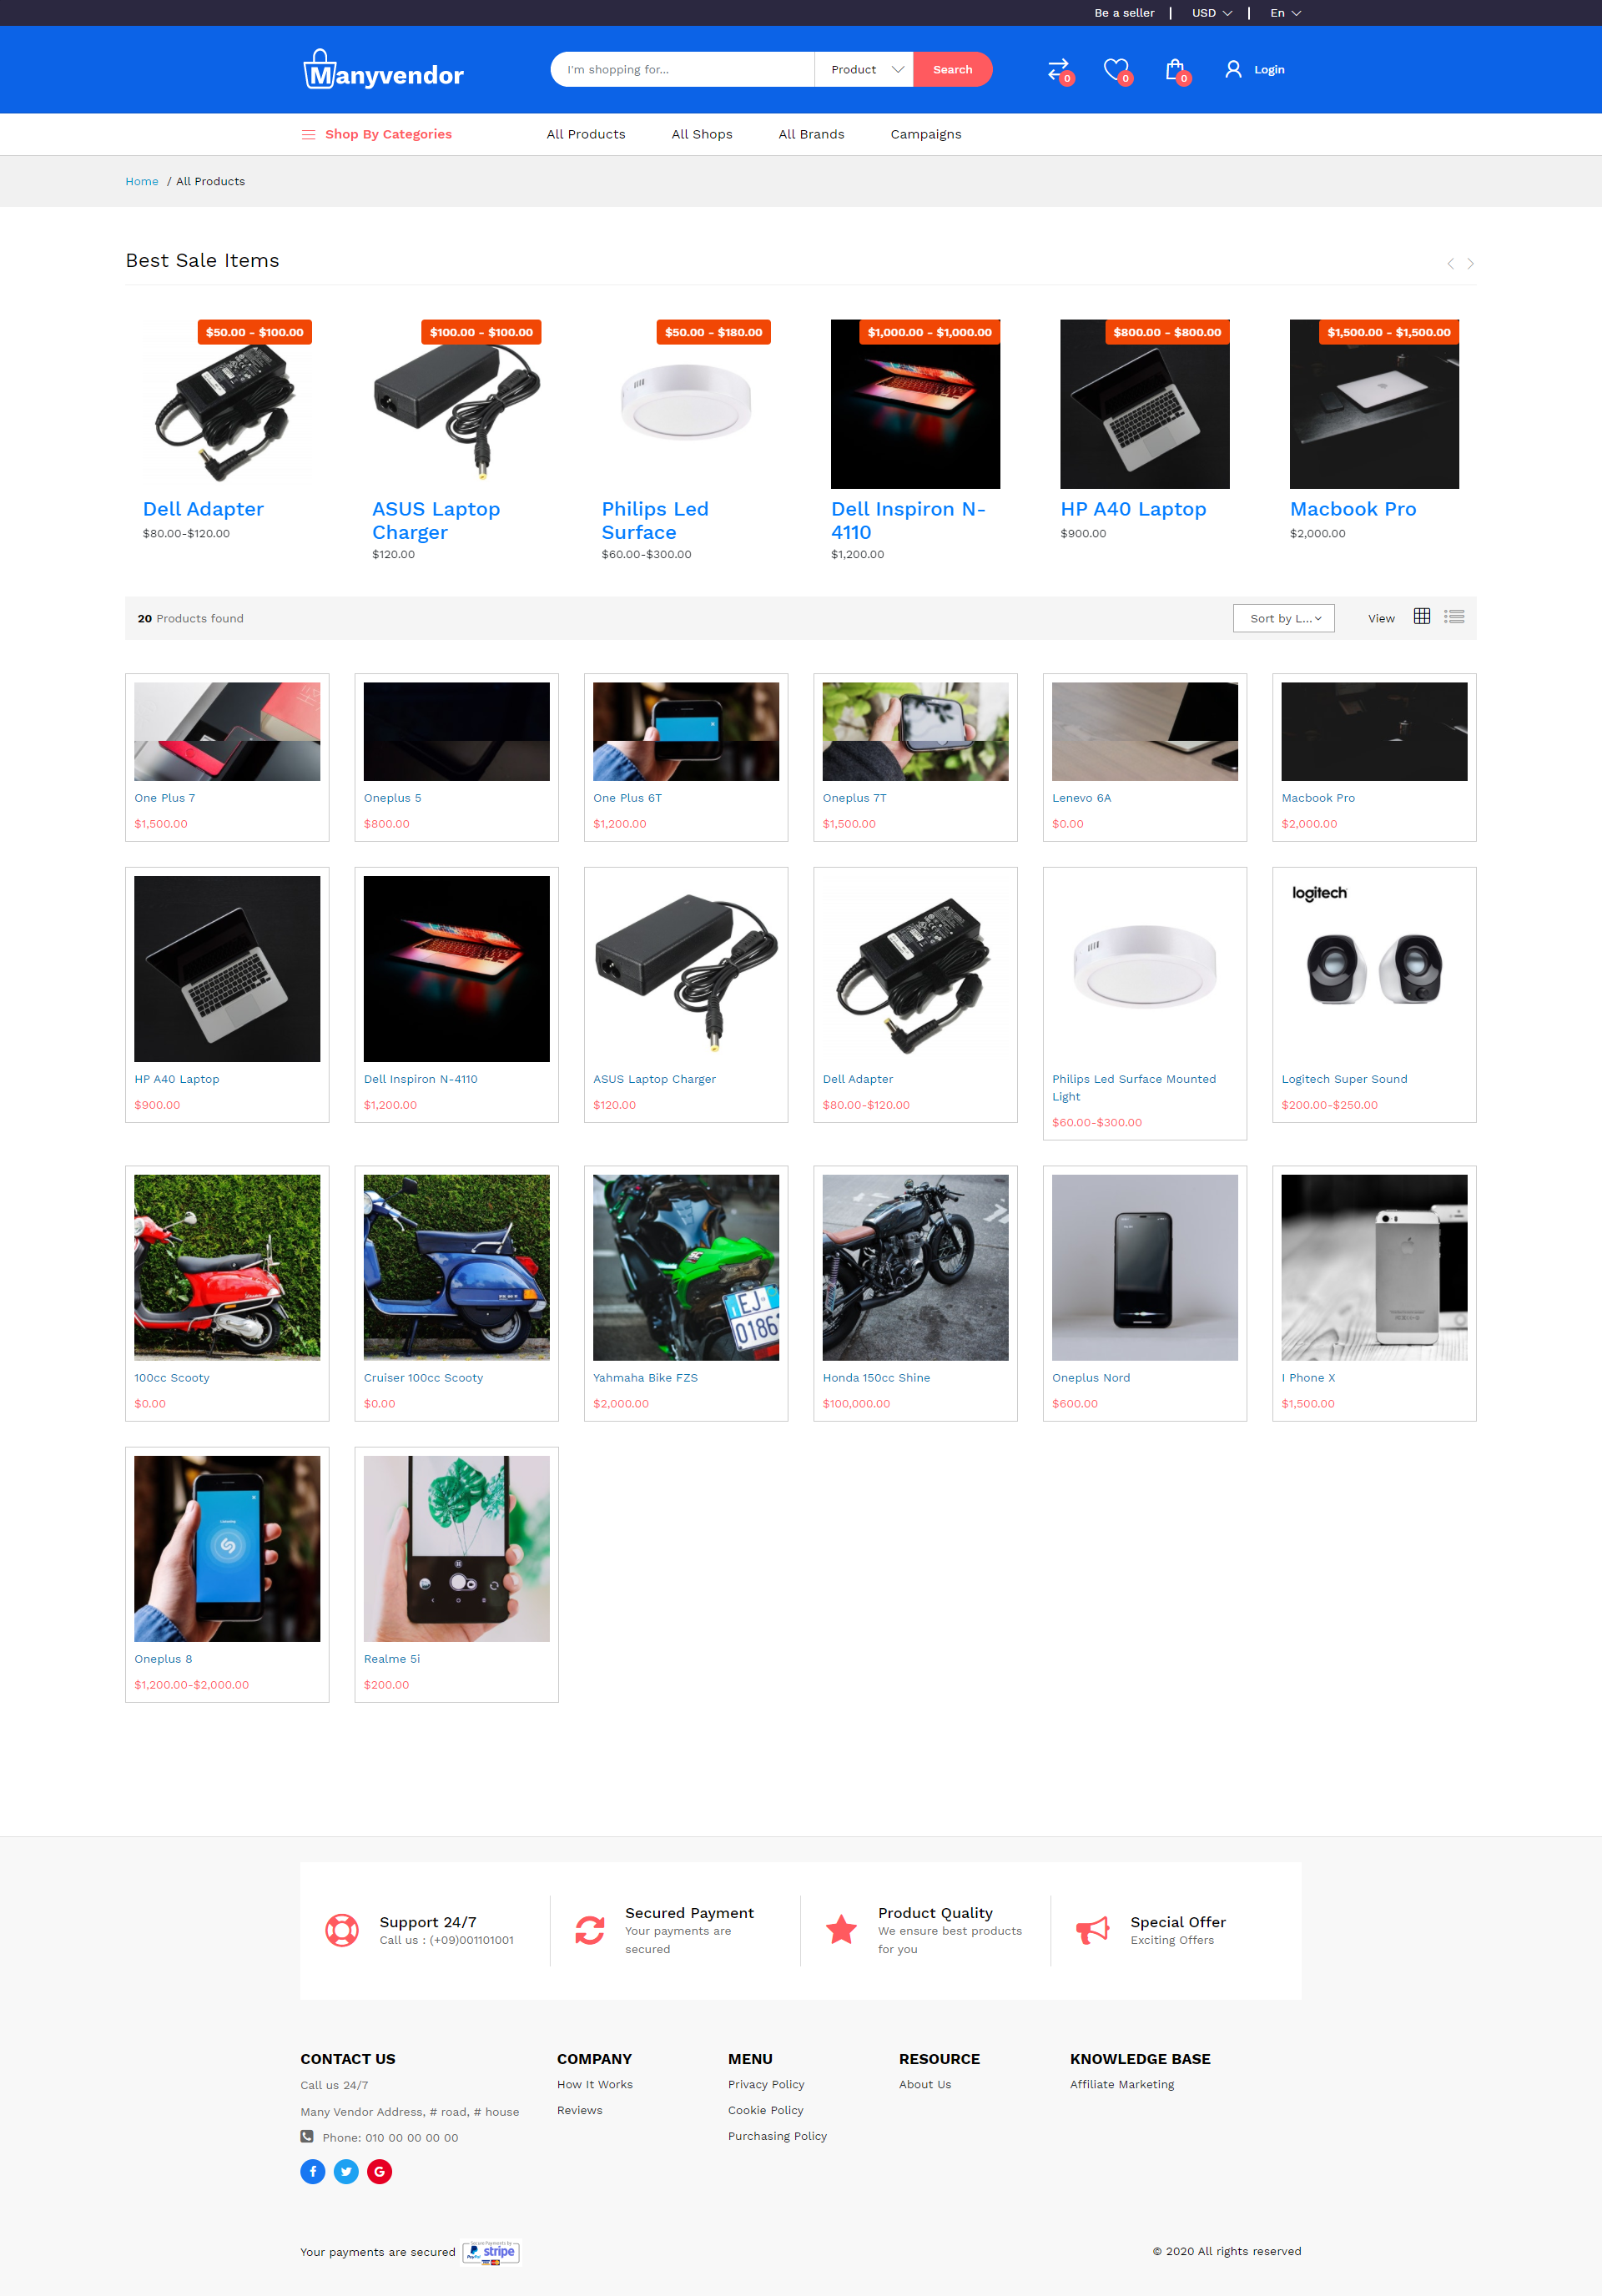 Be a seller
USD
En
Manyvendor
I'm shopping for...
Product
Search
0
0
0
Login
Shop By Categories
All Products
All Shops
All Brands
Campaigns
Home / All Products
Best Sale Items
$50.00 - $100.00
$100.00 - $100.00
$50.00 - $180.00
$1,000.00 - $1,000.00
$800.00 - $800.00
$1,500.00 - $1,500.00
Dell Adapter
$80.00-$120.00
ASUS Laptop
Charger
$120.00
Philips Led
Surface
$60.00-$300.00
Dell Inspiron N-
4110
$1,200.00
HP A40 Laptop
$900.00
Macbook Pro
$2,000.00
20 Products found
Sort by L...
View
One Plus 7
$1,500.00
Oneplus 5
$800.00
One Plus 6T
$1,200.00
Oneplus 7T
$1,500.00
Lenevo 6A
$0.00
Macbook Pro
$2,000.00
HP A40 Laptop
$900.00
Dell Inspiron N-4110
$1,200.00
ASUS Laptop Charger
$120.00
Dell Adapter
$80.00-$120.00
Philips Led Surface Mounted
Light
$60.00-$300.00
logitech
Logitech Super Sound
$200.00-$250.00
100cc Scooty
$0.00
Cruiser 100cc Scooty
$0.00
EJ
0186
Yahmaha Bike FZS
$2,000.00
Honda 150cc Shine
$100,000.00
Oneplus Nord
$600.00
I Phone X
$1,500.00
Oneplus 8
$1,200.00-$2,000.00
Realme 5i
$200.00
Support 24/7
Call us : (+09)001101001
Secured Payment
Your payments are
secured
Product Quality
We ensure best products
for you
Special Offer
Exciting Offers
CONTACT US
Call us 24/7
Many Vendor Address, # road, # house
Phone: 010 00 00 00 00
COMPANY
How It Works
Reviews
MENU
Privacy Policy
Cookie Policy
Purchasing Policy
RESOURCE
About Us
KNOWLEDGE BASE
Affiliate Marketing
Your payments are secured
Secure Payments by
PayPal
stripe
© 2020 All rights reserved